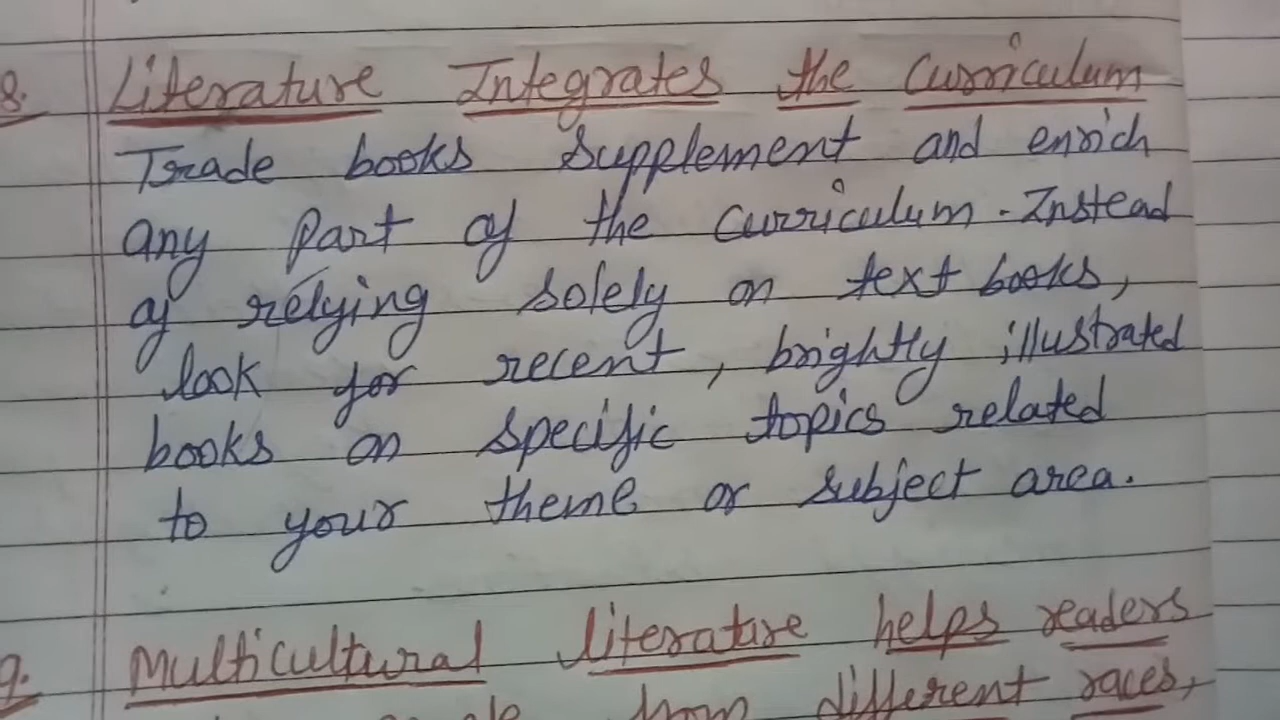 8. Literature Integrates the Curriculum
Trade books supplement and enrich
any part of the curriculum. Instead
of relying solely on text books,
look for recent, brightly illustrated
books on specific topics related
to your theme or subject area.
9. Multicultural literature helps readers
from different races,